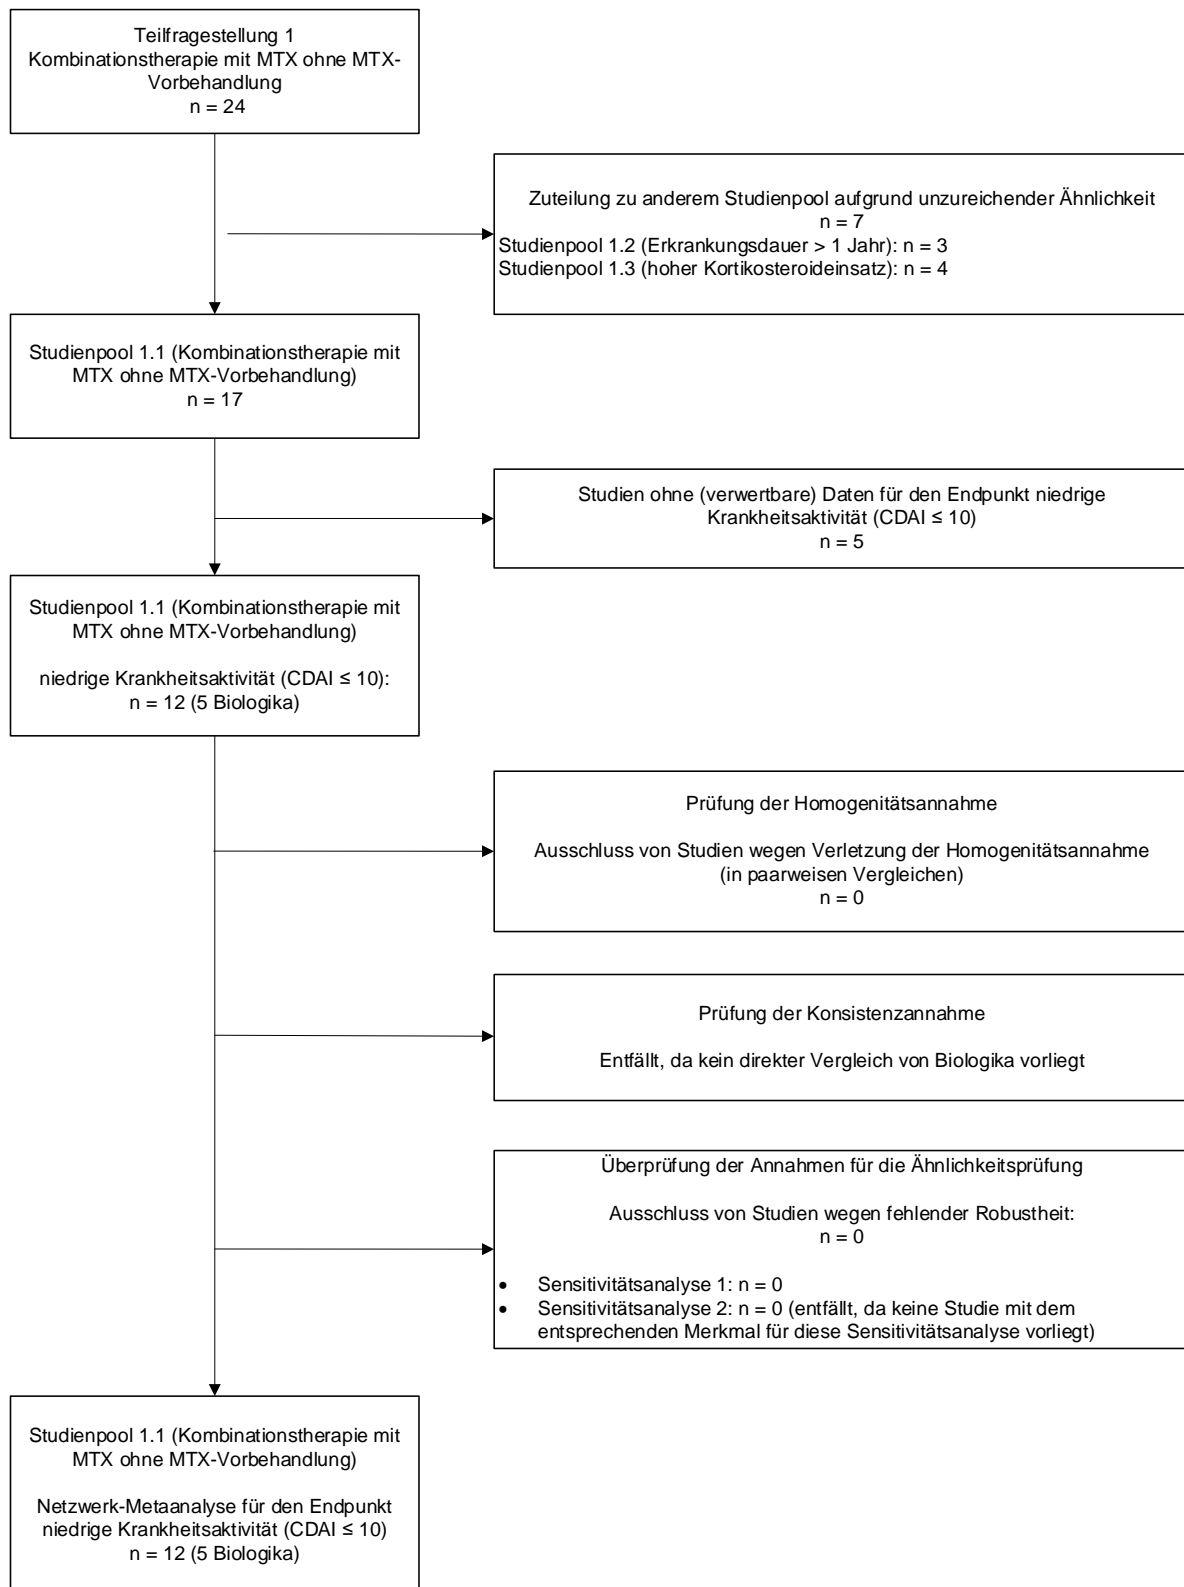 Teilfragestellung 1
Kombinationstherapie mit MTX ohne MTX-
Vorbehandlung
n = 24
Zuteilung zu anderem Studienpool aufgrund unzureichender Ähnlichkeit
n = 7
Studienpool 1.2 (Erkrankungsdauer > 1 Jahr): n = 3
Studienpool 1.3 (hoher Kortikosteroideinsatz): n = 4
Studienpool 1.1 (Kombinationstherapie mit
MTX ohne MTX-Vorbehandlung)
n = 17
Studien ohne (verwertbare) Daten für den Endpunkt niedrige
Krankheitsaktivität (CDAI ≤ 10)
n = 5
Studienpool 1.1 (Kombinationstherapie mit
MTX ohne MTX-Vorbehandlung)
niedrige Krankheitsaktivität (CDAI ≤ 10):
n = 12 (5 Biologika)
Prüfung der Homogenitätsannahme
Ausschluss von Studien wegen Verletzung der Homogenitätsannahme
(in paarweisen Vergleichen)
n = 0
Prüfung der Konsistenzannahme
Entfällt, da kein direkter Vergleich von Biologika vorliegt
Überprüfung der Annahmen für die Ähnlichkeitsprüfung
Ausschluss von Studien wegen fehlender Robustheit:
n = 0
• Sensitivitätsanalyse 1: n = 0
• Sensitivitätsanalyse 2: n = 0 (entfällt, da keine Studie mit dem
entsprechenden Merkmal für diese Sensitivitätsanalyse vorliegt)
Studienpool 1.1 (Kombinationstherapie mit
MTX ohne MTX-Vorbehandlung)
Netzwerk-Metaanalyse für den Endpunkt
niedrige Krankheitsaktivität (CDAI ≤ 10)
n = 12 (5 Biologika)